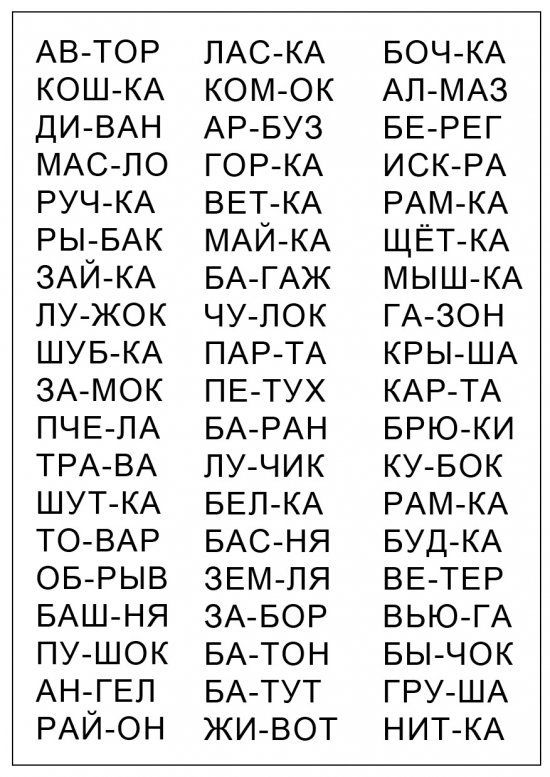 АВ-ТОР ЛАС-КА БОЧ-КА
КОШ-КА КОМ-ОК АЛ-МАЗ
ДИ-ВАН АР-БУЗ БЕ-РЕГ
МАС-ЛО ГОР-КА ИСК-РА
РУЧ-КА ВЕТ-КА РАМ-КА
РЫ-БАК МАЙ-КА ЩЁТ-КА
ЗАЙ-КА БА-ГАЖ МЫШ-КА
ЛУ-ЖОК ЧУ-ЛОК ГА-ЗОН
ШУБ-КА ПАР-ТА КРЫ-ША
ЗА-МОК ПЕ-ТУХ КАР-ТА
ПЧЕ-ЛА БА-РАН БРЮ-КИ
ТРА-ВА ЛУ-ЧИК КУ-БОК
ШУТ-КА БЕЛ-КА РАМ-КА
ТО-ВАР БАС-НЯ БУД-КА
ОБ-РЫВ ЗЕМ-ЛЯ ВЕ-ТЕР
БАШ-НЯ ЗА-БОР ВЬЮ-ГА
ПУ-ШОК БА-ТОН БЫ-ЧОК
АН-ГЕЛ БА-ТУТ ГРУ-ША
РАЙ-ОН ЖИ-ВОТ НИТ-КА